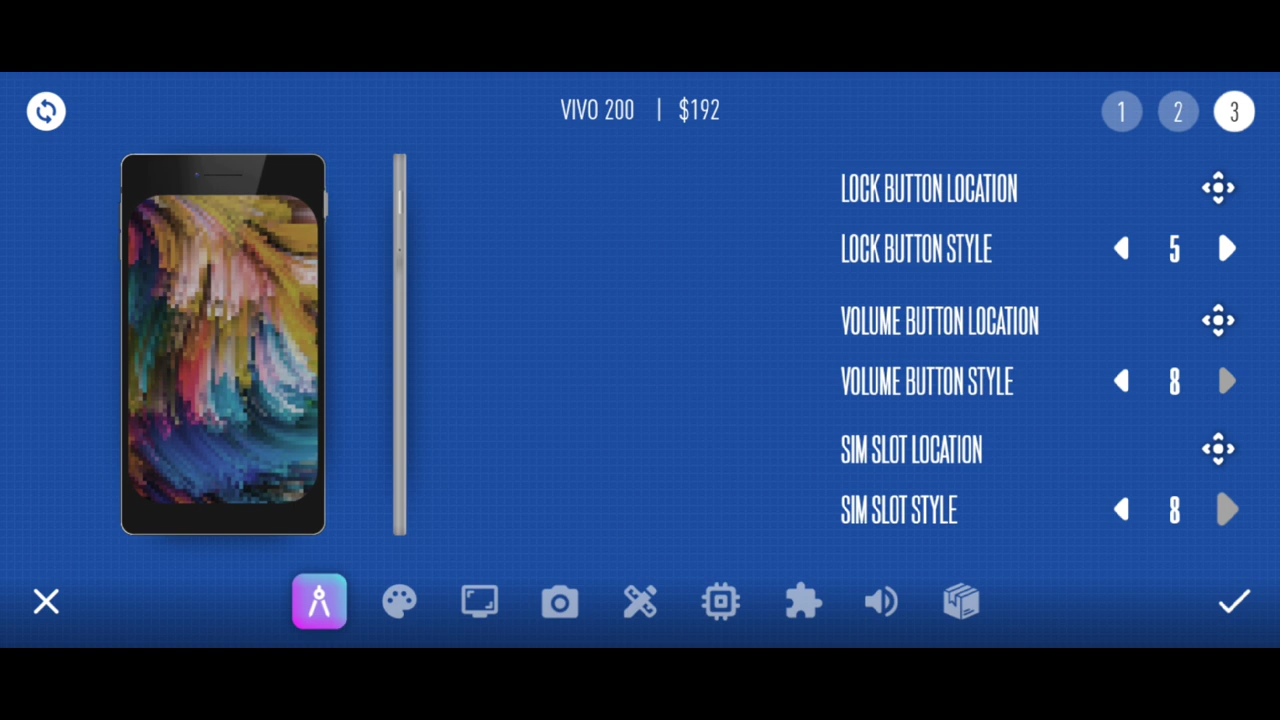 VIVO 200 | $192
1 2 3
LOCK BUTTON LOCATION
LOCK BUTTON STYLE 5
VOLUME BUTTON LOCATION
VOLUME BUTTON STYLE 8
SIM SLOT LOCATION
SIM SLOT STYLE 8